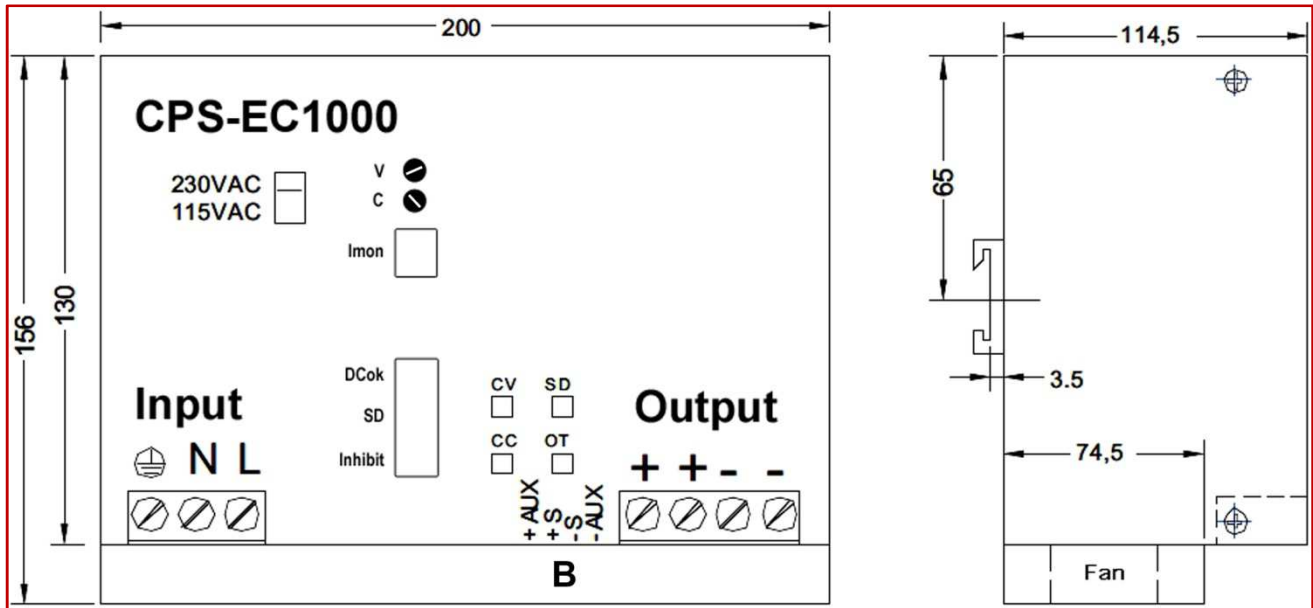 200
114,5
CPS-EC1000
V
C
230VAC
115VAC
Imon
65
130
156
3.5
DCok
SD
Inhibit
CV SD
CC OT
Input
N L
Output
+ + - -
74,5
+AUX
+S
-S
-AUX
B
Fan